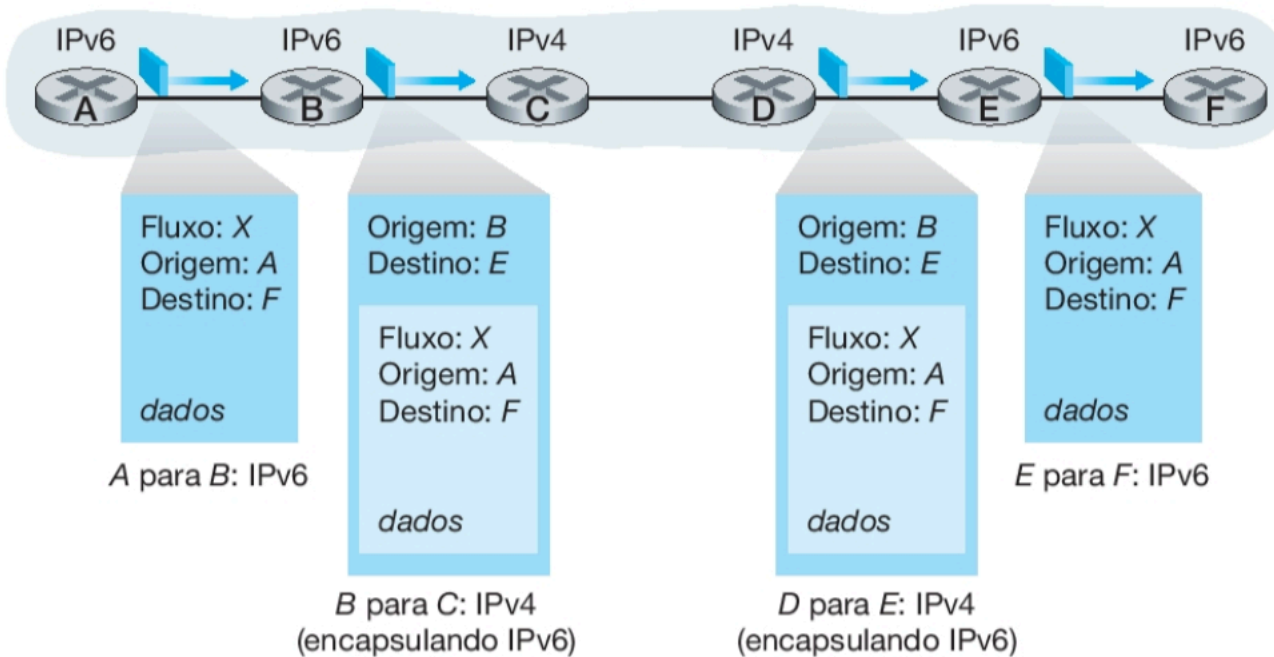 IPv6
IPv6
IPv4
IPv4
IPv6
IPv6
A
B
C
D
E
F
Fluxo: X
Origem: A
Destino: F
dados
A para B: IPv6
Origem: B
Destino: E
Fluxo: X
Origem: A
Destino: F
dados
B para C: IPv4
(encapsulando IPv6)
Origem: B
Destino: E
Fluxo: X
Origem: A
Destino: F
dados
D para E: IPv4
(encapsulando IPv6)
Fluxo: X
Origem: A
Destino: F
dados
E para F: IPv6